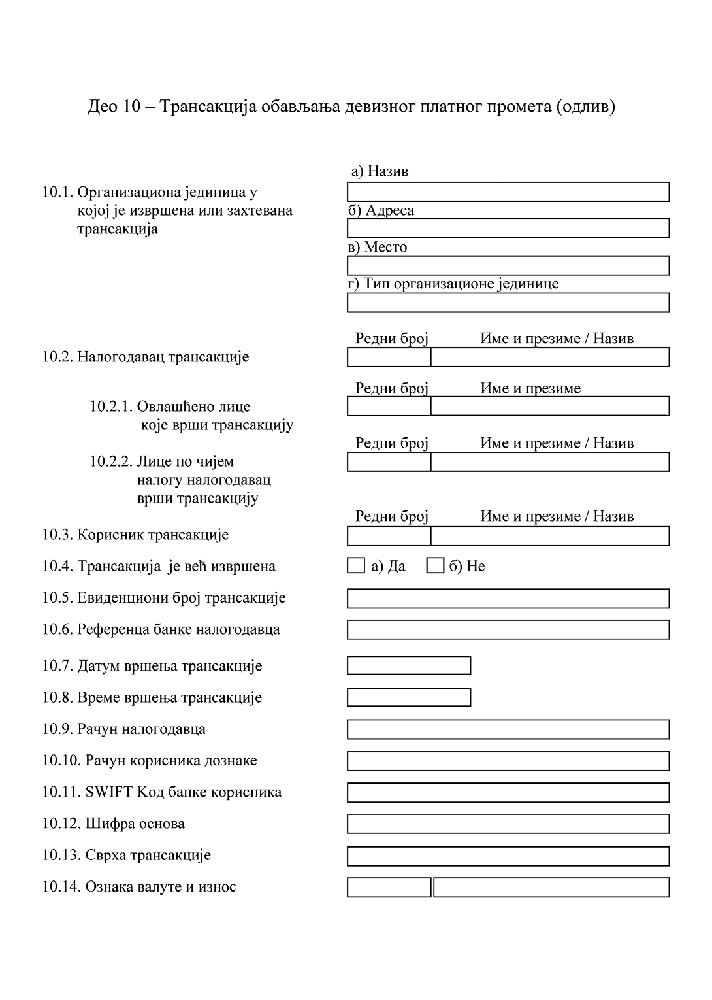 Део 10 – Трансакција обављања девизног платног промета (одлив)
а) Назив
10.1. Организациона јединица у
којој је извршена или захтевана
трансакција
б) Адреса
в) Место
г) Тип организационе јединице
Редни број Име и презиме / Назив
10.2. Налогодавац трансакције
Редни број Име и презиме
10.2.1. Овлашћено лице
које врши трансакцију
Редни број Име и презиме / Назив
10.2.2. Лице по чијем
налогу налогодавац
врши трансакцију
Редни број Име и презиме / Назив
10.3. Корисник трансакције
10.4. Трансакција је већ извршена а) Да б) Не
10.5. Евиденциони број трансакције
10.6. Референца банке налогодавца
10.7. Датум вршења трансакције
10.8. Време вршења трансакције
10.9. Рачун налогодавца
10.10. Рачун корисника дознаке
10.11. SWIFT Код банке корисника
10.12. Шифра основа
10.13. Сврха трансакције
10.14. Ознака валуте и износ